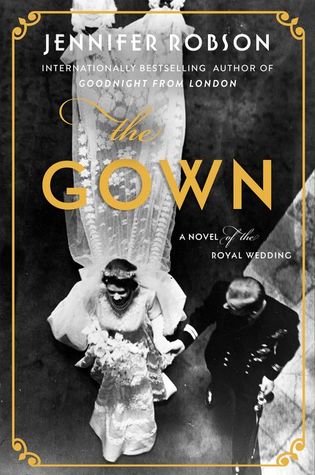 JENNIFER ROBSON
INTERNATIONALLY BESTSELLING AUTHOR OF
GOODNIGHT FROM LONDON
the
GOWN
A NOVEL of the
ROYAL WEDDING